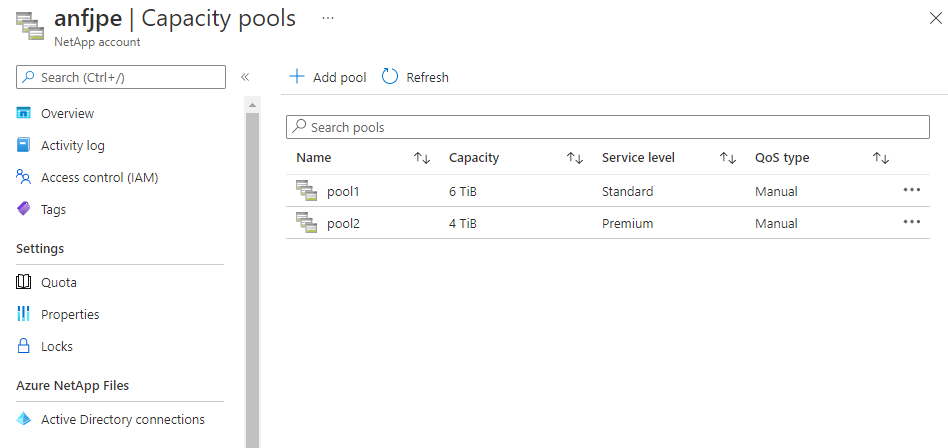 anfjpe | Capacity pools ...
NetApp account
Search (Ctrl+/)
Overview
Activity log
Access control (IAM)
Tags
Settings
Quota
Properties
Locks
Azure NetApp Files
Active Directory connections
Add pool Refresh
Search pools
Name Capacity Service level QoS type
pool1 6 TiB Standard Manual
pool2 4 TiB Premium Manual